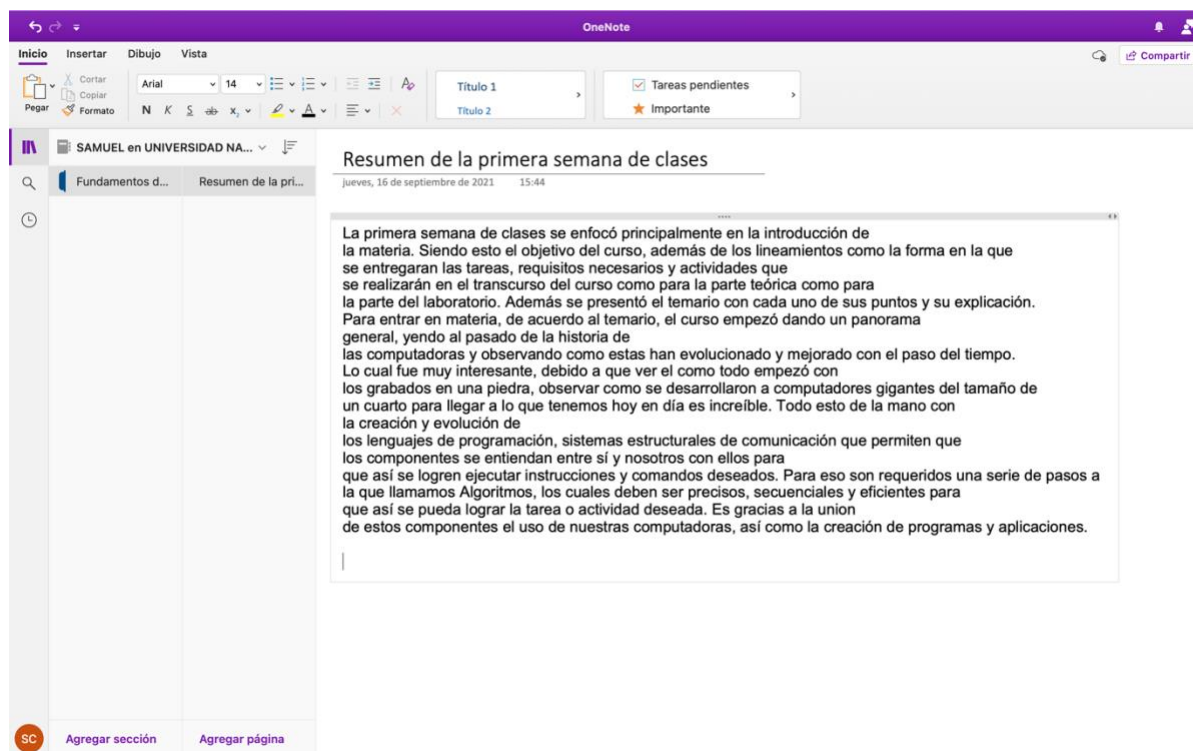 OneNote
Inicio Insertar Dibujo Vista
Compartir
Pegar
Cortar
Copiar
Formato
Arial 14
N K S ab x, A
Título 1
Título 2
Tareas pendientes
Importante
SAMUEL en UNIVERSIDAD NA...
Fundamentos d... Resumen de la pri...
Resumen de la primera semana de clases
jueves, 16 de septiembre de 2021 15:44
La primera semana de clases se enfocó principalmente en la introducción de
la materia. Siendo esto el objetivo del curso, además de los lineamientos como la forma en la que
se entregaran las tareas, requisitos necesarios y actividades que
se realizarán en el transcurso del curso como para la parte teórica como para
la parte del laboratorio. Además se presentó el temario con cada uno de sus puntos y su explicación.
Para entrar en materia, de acuerdo al temario, el curso empezó dando un panorama
general, yendo al pasado de la historia de
las computadoras y observando como estas han evolucionado y mejorado con el paso del tiempo.
Lo cual fue muy interesante, debido a que ver el como todo empezó con
los grabados en una piedra, observar como se desarrollaron a computadores gigantes del tamaño de
un cuarto para llegar a lo que tenemos hoy en día es increíble. Todo esto de la mano con
la creación y evolución de
los lenguajes de programación, sistemas estructurales de comunicación que permiten que
los componentes se entiendan entre sí y nosotros con ellos para
que así se logren ejecutar instrucciones y comandos deseados. Para eso son requeridos una serie de pasos a
la que llamamos Algoritmos, los cuales deben ser precisos, secuenciales y eficientes para
que así se pueda lograr la tarea o actividad deseada. Es gracias a la union
de estos componentes el uso de nuestras computadoras, así como la creación de programas y aplicaciones.
SC
Agregar sección Agregar página